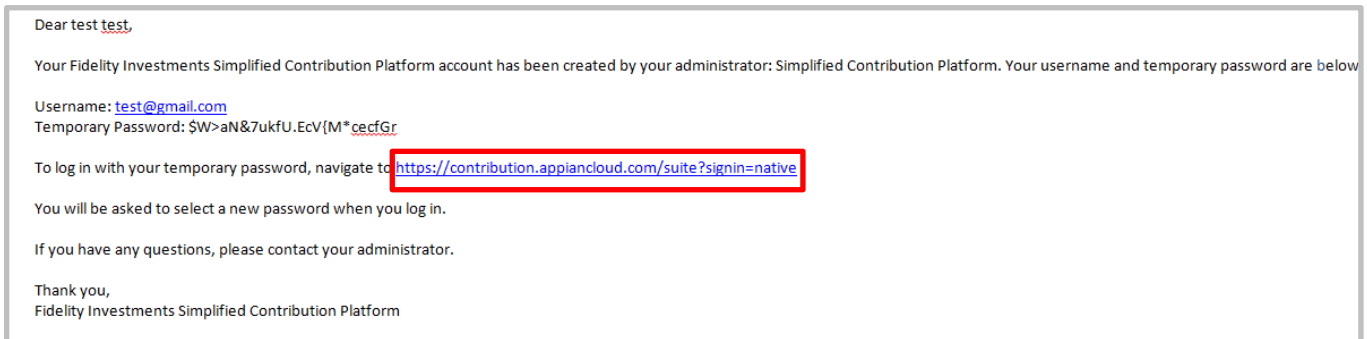 Dear test test,
Your Fidelity Investments Simplified Contribution Platform account has been created by your administrator: Simplified Contribution Platform. Your username and temporary password are below
Username: test@gmail.com
Temporary Password: $W>aN&7ukfU.EcV{M*cecfGr
To log in with your temporary password, navigate to https://contribution.appiancloud.com/suite?signin=native
You will be asked to select a new password when you log in.
If you have any questions, please contact your administrator.
Thank you,
Fidelity Investments Simplified Contribution Platform